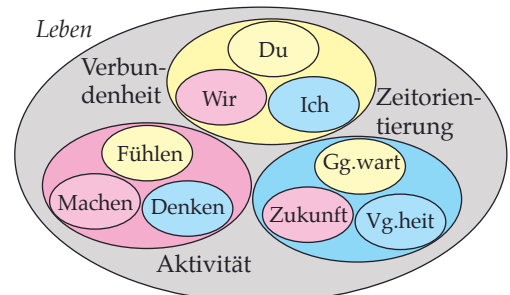 Leben
Du
Verbun-
denheit
Wir
Ich
Zeitorien-
tierung
Fühlen
Machen
Denken
Gg.wart
Zukunft
Vg.heit
Aktivität